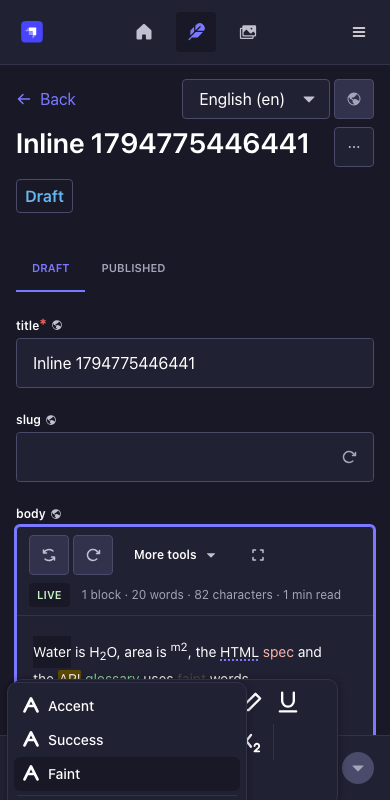 Back
English (en)
Inline 1794775446441
Draft
DRAFT
PUBLISHED
title*
Inline 1794775446441
slug
body
More tools
LIVE
1 block · 20 words · 82 characters · 1 min read
Water is H₂O, area is m2, the HTML spec and
the API glossary uses faint words
Accent
Success
Faint
X₂